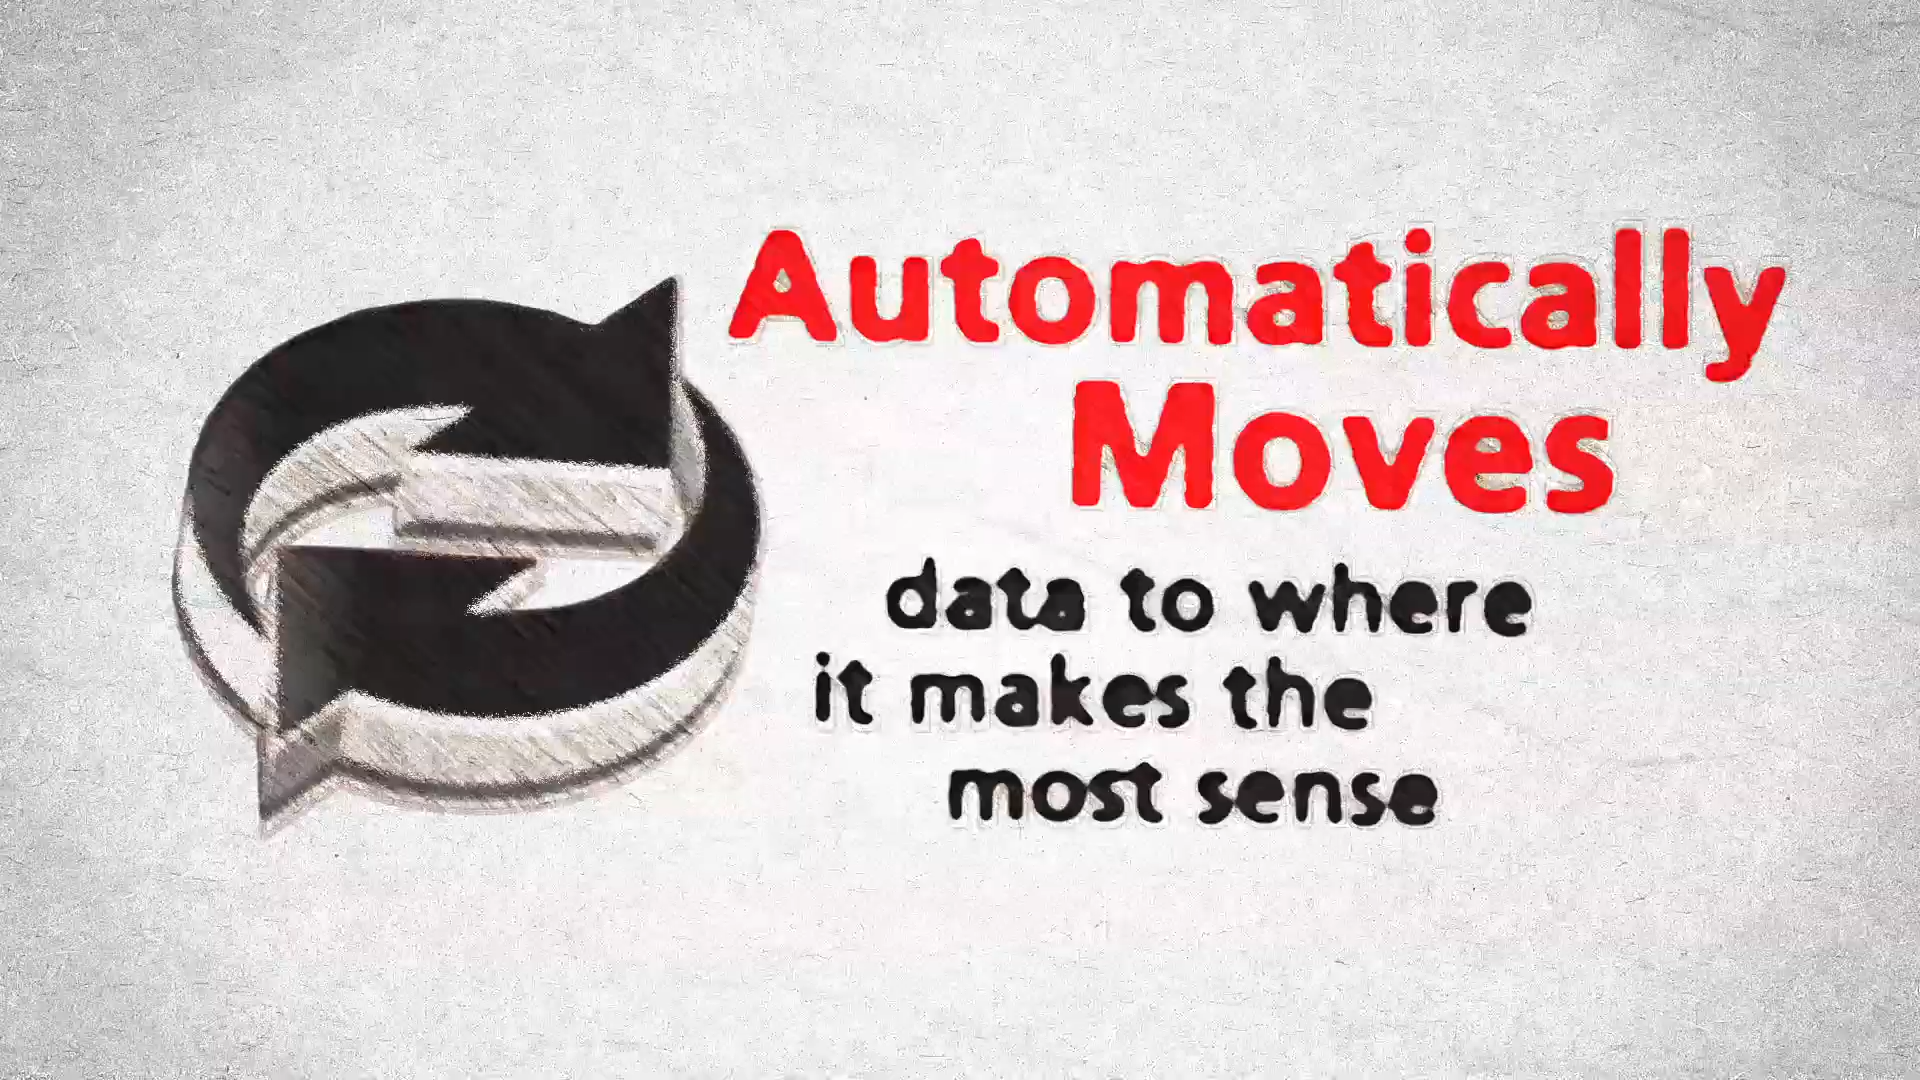 Automatically
Moves
data to where
it makes the
most sense